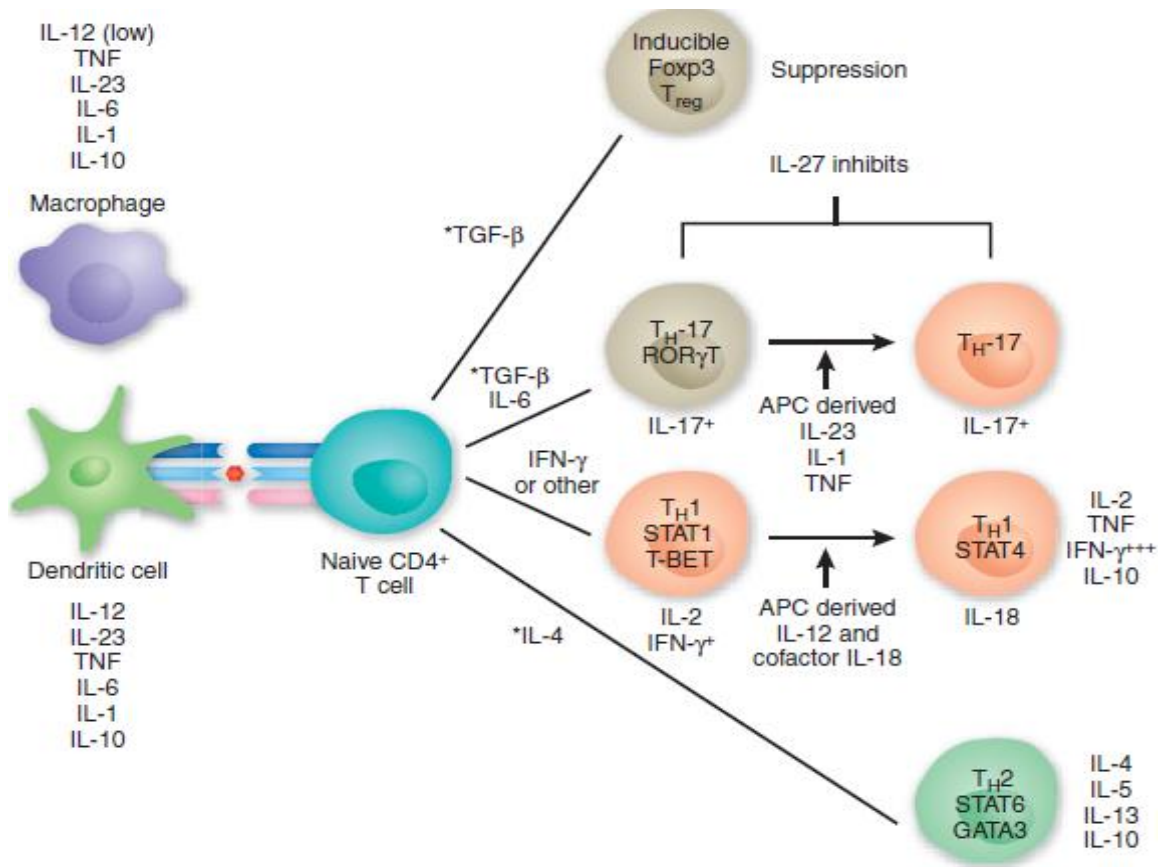 IL-12 (low)
TNF
IL-23
IL-6
IL-1
IL-10
Macrophage
Dendritic cell
IL-12
IL-23
TNF
IL-6
IL-1
IL-10
Naive CD4⁺
T cell
*TGF-β
Inducible
Foxp3
Treg
Suppression
IL-27 inhibits
*TGF-β
IL-6
TH-17
RORγT
IL-17⁺
APC derived
IL-23
IL-1
TNF
TH-17
IL-17⁺
IFN-γ
or other
TH1
STAT1
T-BET
IL-2
IFN-γ⁺
APC derived
IL-12 and
cofactor IL-18
TH1
STAT4
IL-18
IL-2
TNF
IFN-γ⁺⁺⁺
IL-10
*IL-4
TH2
STAT6
GATA3
IL-4
IL-5
IL-13
IL-10